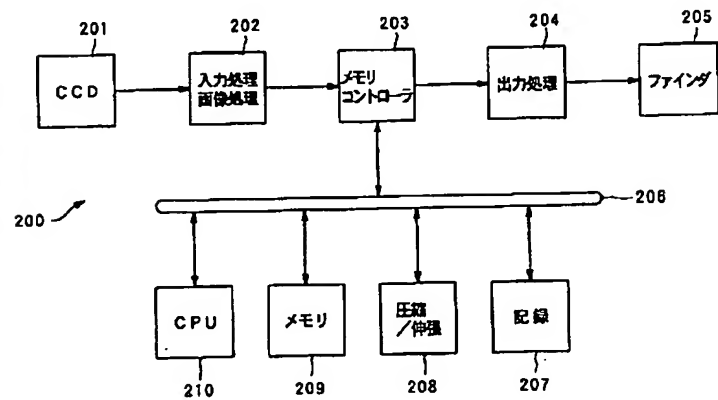 201
202
203
204
205
CCD
入力処理
画像処理
メモリ
コントローラ
出力処理
ファインダ
206
200
CPU
メモリ
圧縮
／伸張
記録
210
209
208
207